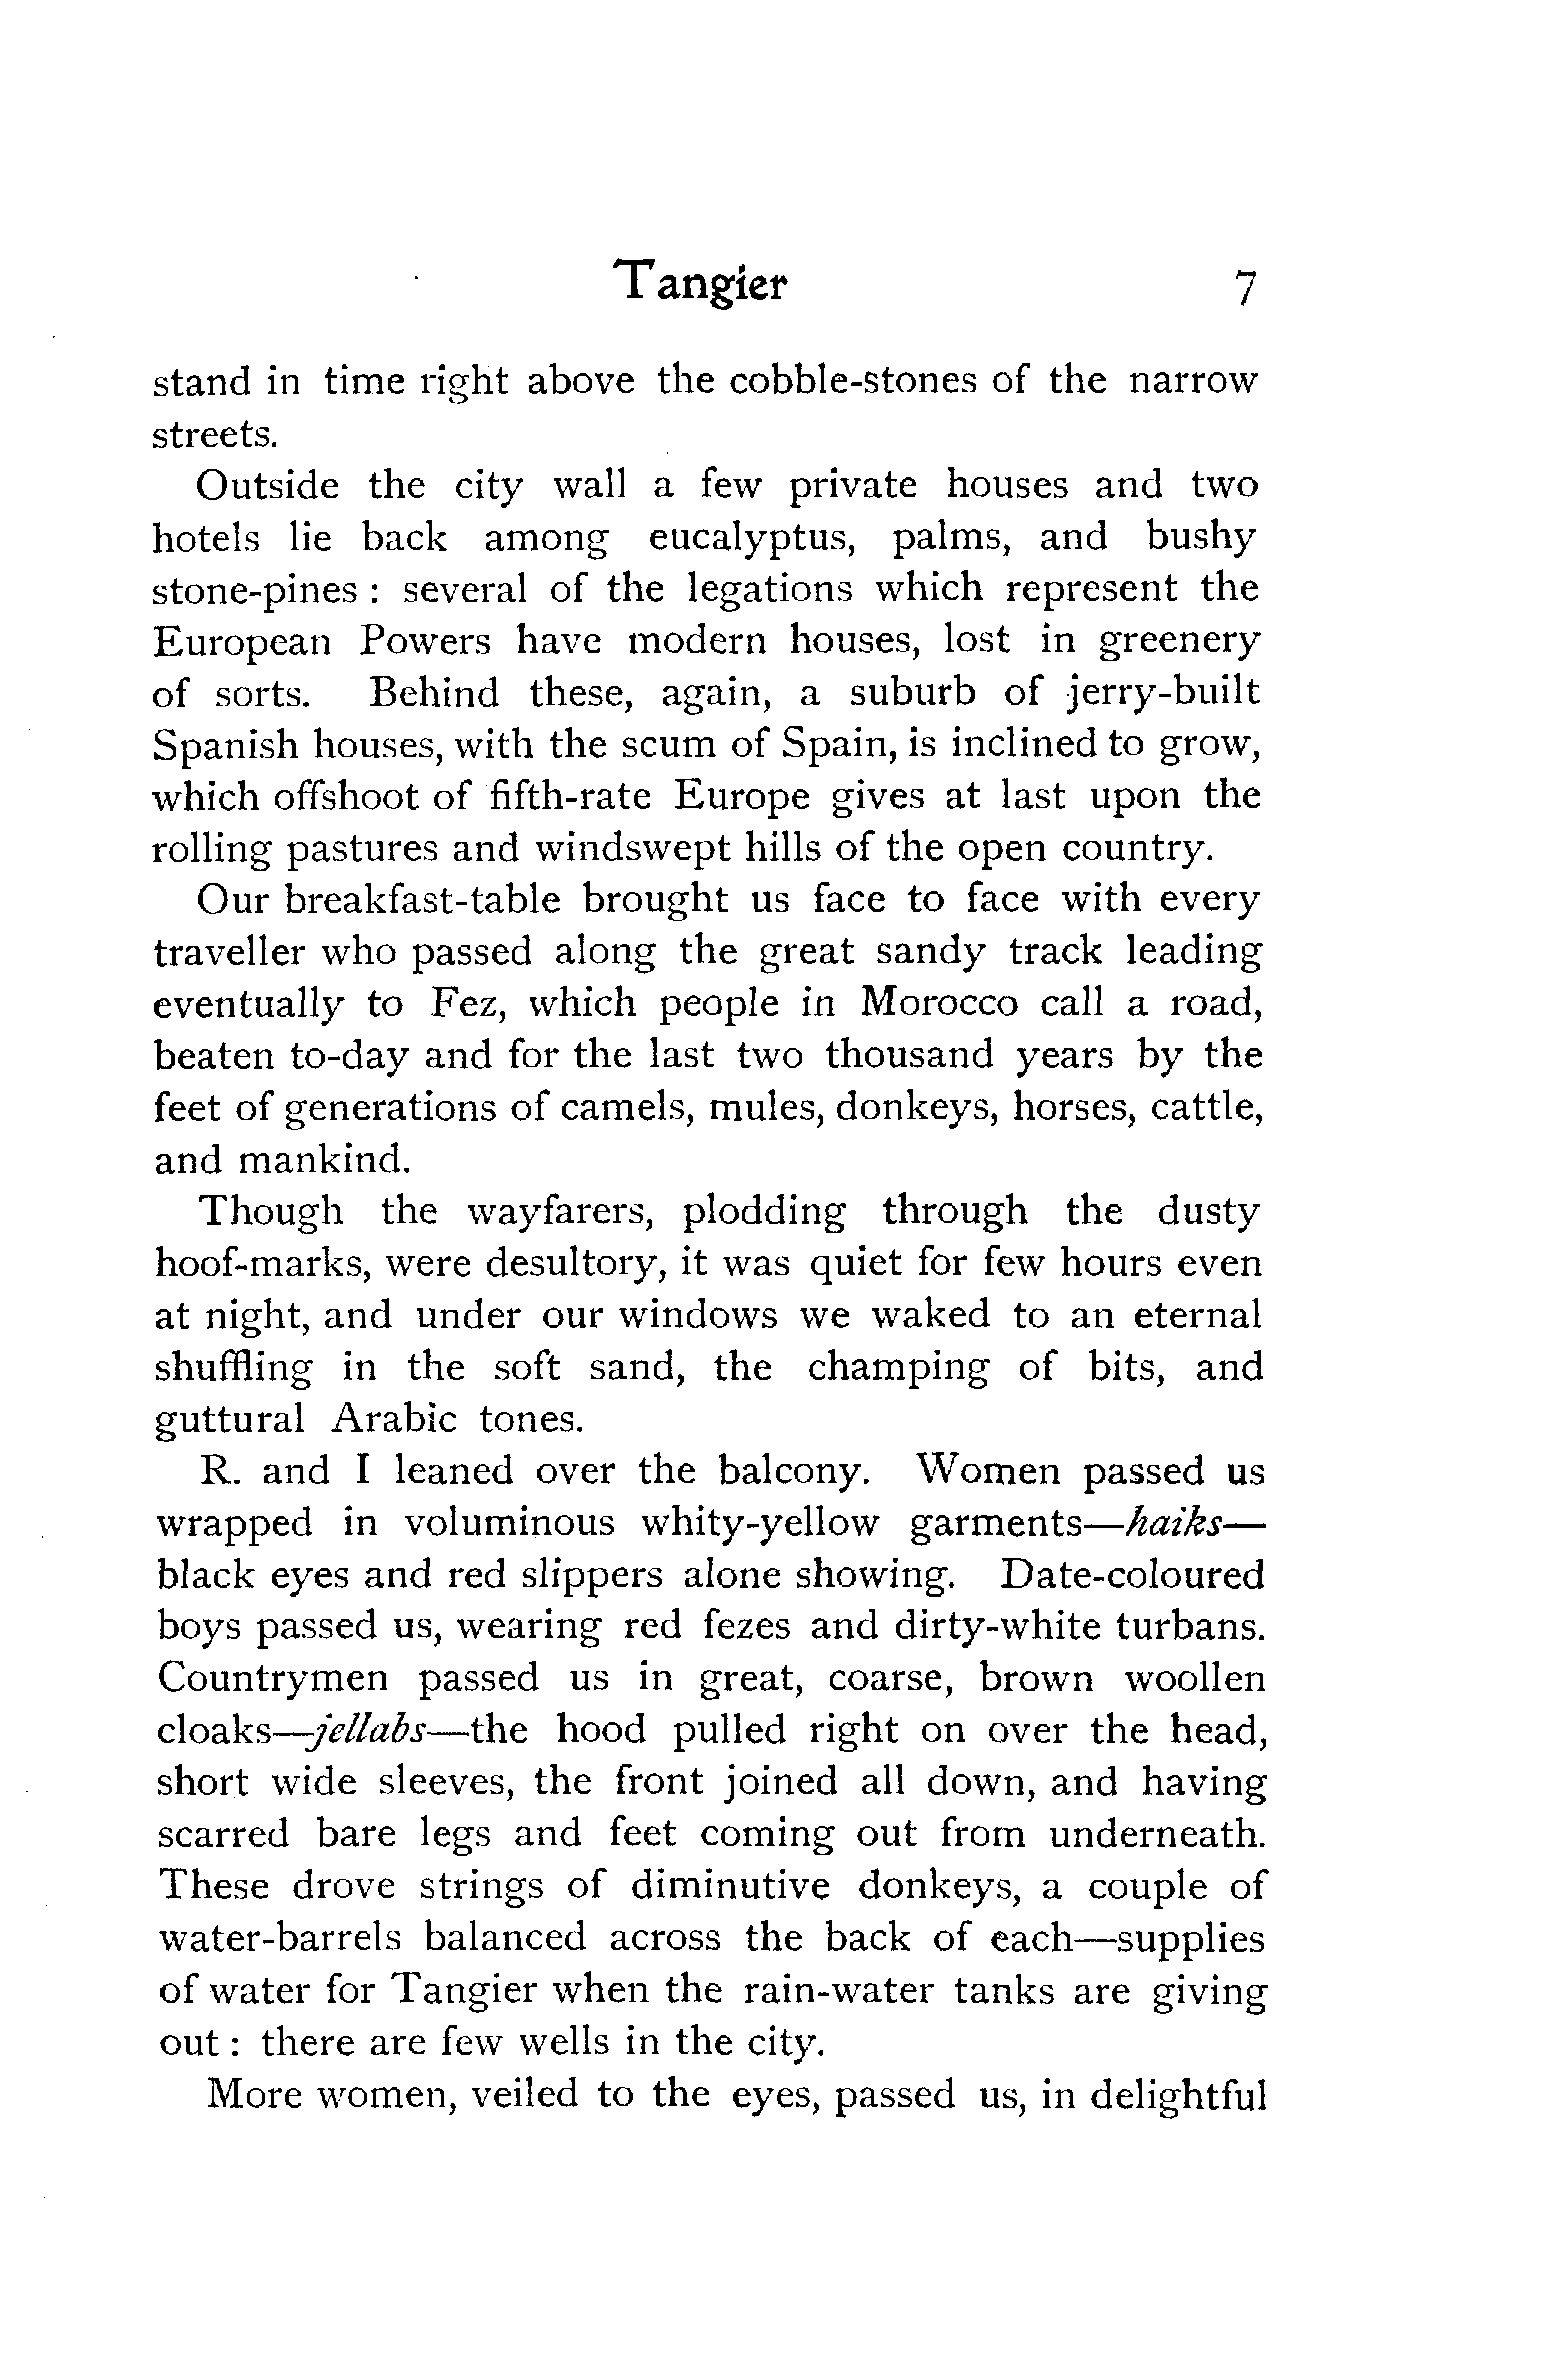 Tangier 7
stand in time right above the cobble-stones of the narrow
streets.
Outside the city wall a few private houses and two
hotels lie back among eucalyptus, palms, and bushy
stone-pines : several of the legations which represent the
European Powers have modern houses, lost in greenery
of sorts. Behind these, again, a suburb of jerry-built
Spanish houses, with the scum of Spain, is inclined to grow,
which offshoot of fifth-rate Europe gives at last upon the
rolling pastures and windswept hills of the open country.
Our breakfast-table brought us face to face with every
traveller who passed along the great sandy track leading
eventually to Fez, which people in Morocco call a road,
beaten to-day and for the last two thousand years by the
feet of generations of camels, mules, donkeys, horses, cattle,
and mankind.
Though the wayfarers, plodding through the dusty
hoof-marks, were desultory, it was quiet for few hours even
at night, and under our windows we waked to an eternal
shuffling in the soft sand, the champing of bits, and
guttural Arabic tones.
R. and I leaned over the balcony. Women passed us
wrapped in voluminous whity-yellow garments—haiks—
black eyes and red slippers alone showing. Date-coloured
boys passed us, wearing red fezes and dirty-white turbans.
Countrymen passed us in great, coarse, brown woollen
cloaks—jellabs—the hood pulled right on over the head,
short wide sleeves, the front joined all down, and having
scarred bare legs and feet coming out from underneath.
These drove strings of diminutive donkeys, a couple of
water-barrels balanced across the back of each—supplies
of water for Tangier when the rain-water tanks are giving
out : there are few wells in the city.
More women, veiled to the eyes, passed us, in delightful